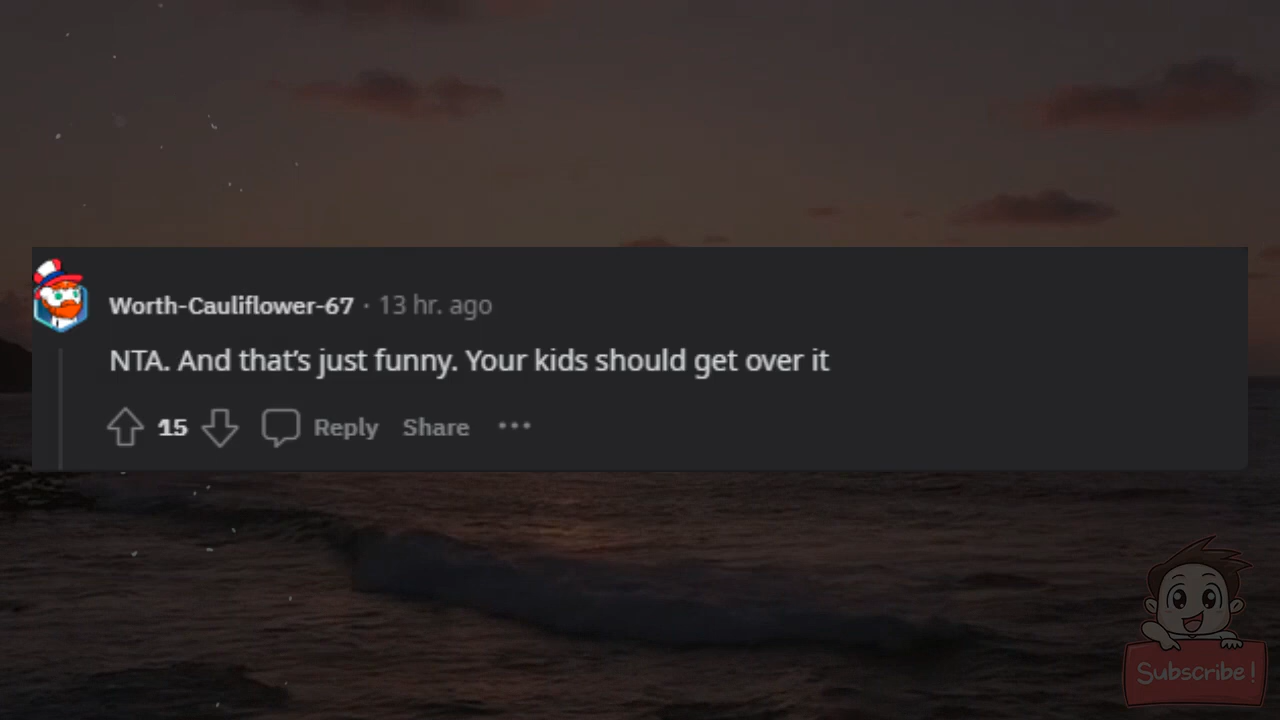 Worth-Cauliflower-67 · 13 hr. ago
NTA. And that's just funny. Your kids should get over it
15 Reply Share ···
Subscribe!